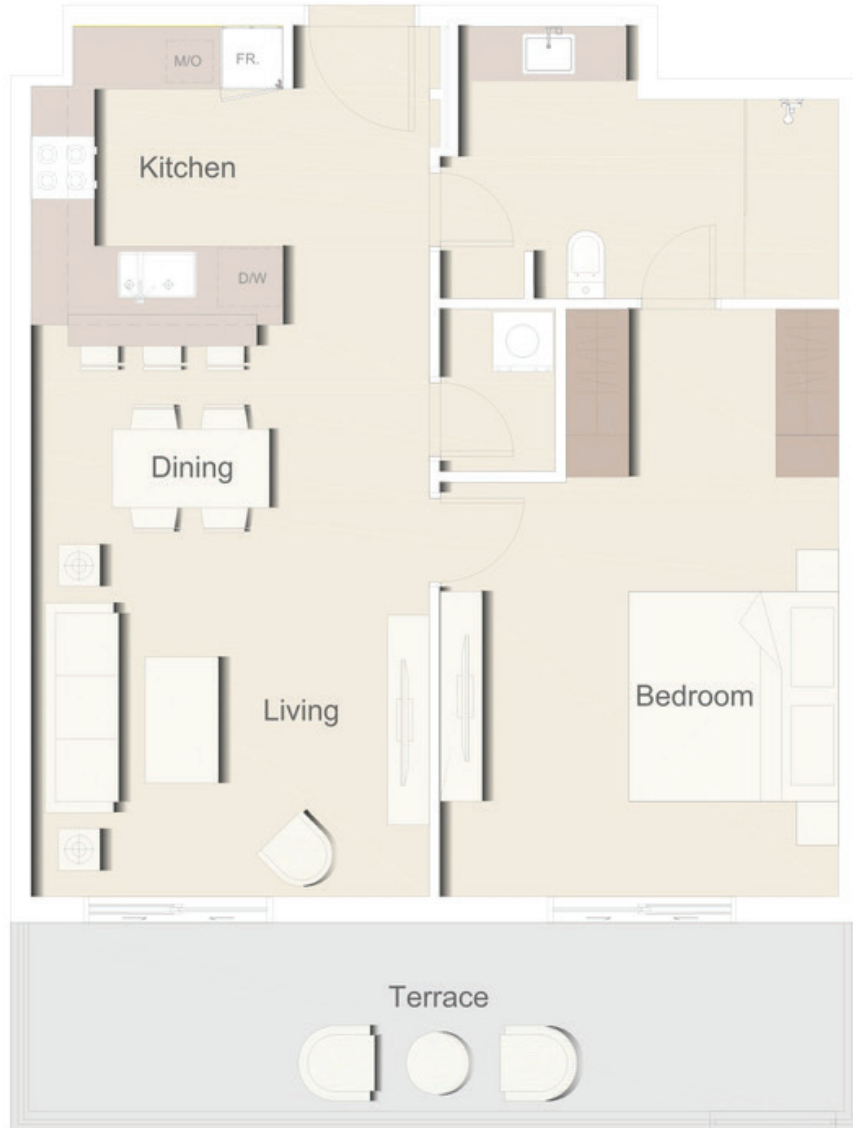 M/O
FR.
Kitchen
D/W
Dining
Living
Bedroom
Terrace